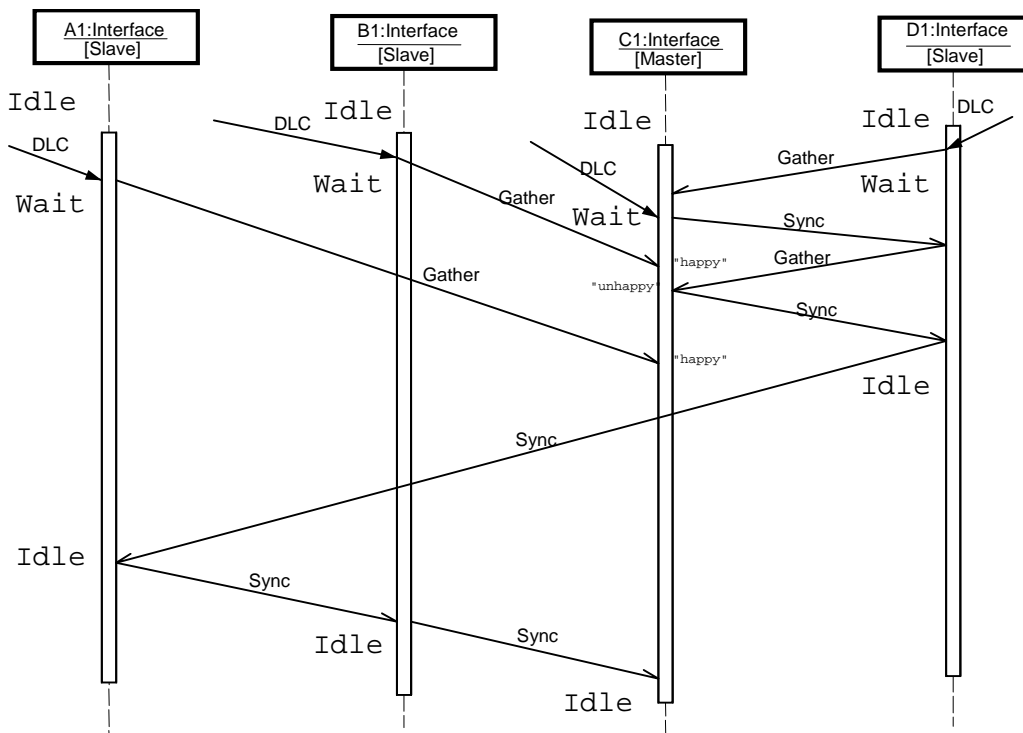 A1:Interface
[Slave]
B1:Interface
[Slave]
C1:Interface
[Master]
D1:Interface
[Slave]
Idle
DLC
Idle
Idle
Idle
DLC
DLC
DLC
Gather
Wait
Wait
Gather
Wait
Wait
Sync
Gather
"happy"
Gather
"unhappy"
Sync
"happy"
Idle
Sync
Idle
Sync
Idle
Sync
Idle